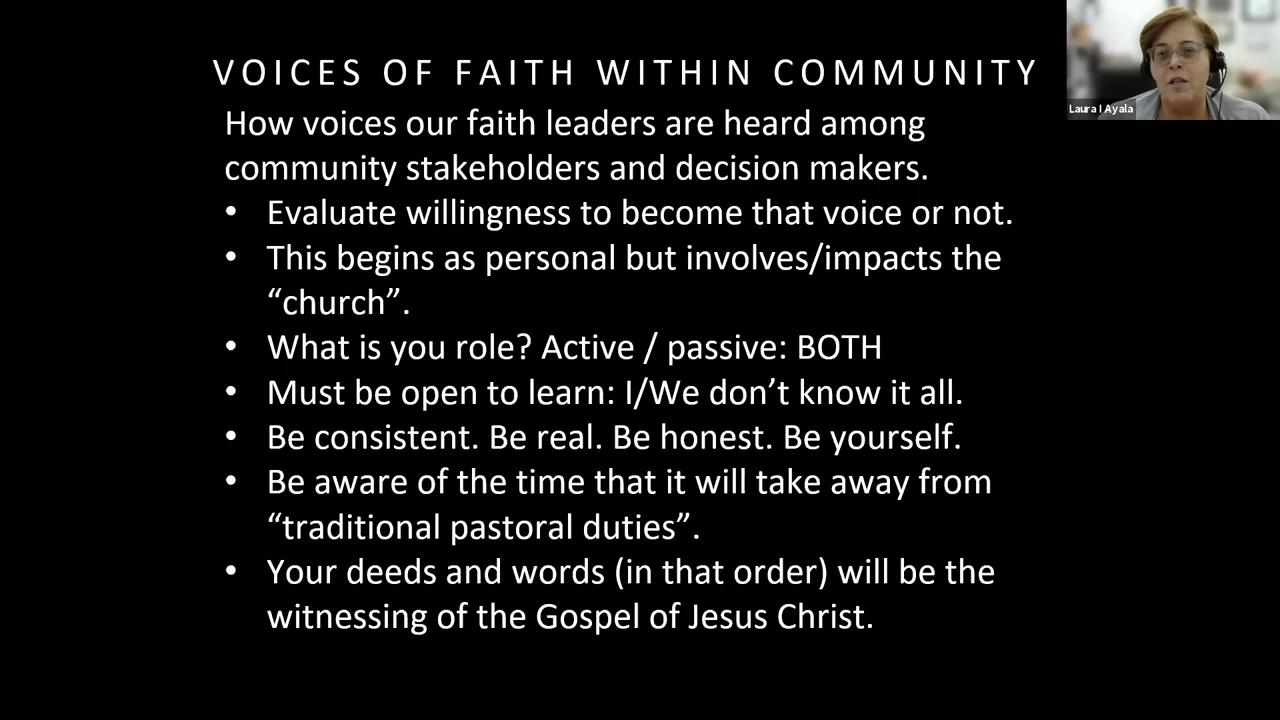 VOICES OF FAITH WITHIN COMMUNITY
How voices our faith leaders are heard among
community stakeholders and decision makers.
• Evaluate willingness to become that voice or not.
• This begins as personal but involves/impacts the
“church”.
• What is you role? Active / passive: BOTH
• Must be open to learn: I/We don’t know it all.
• Be consistent. Be real. Be honest. Be yourself.
• Be aware of the time that it will take away from
“traditional pastoral duties”.
• Your deeds and words (in that order) will be the
witnessing of the Gospel of Jesus Christ.
Laura I Ayala